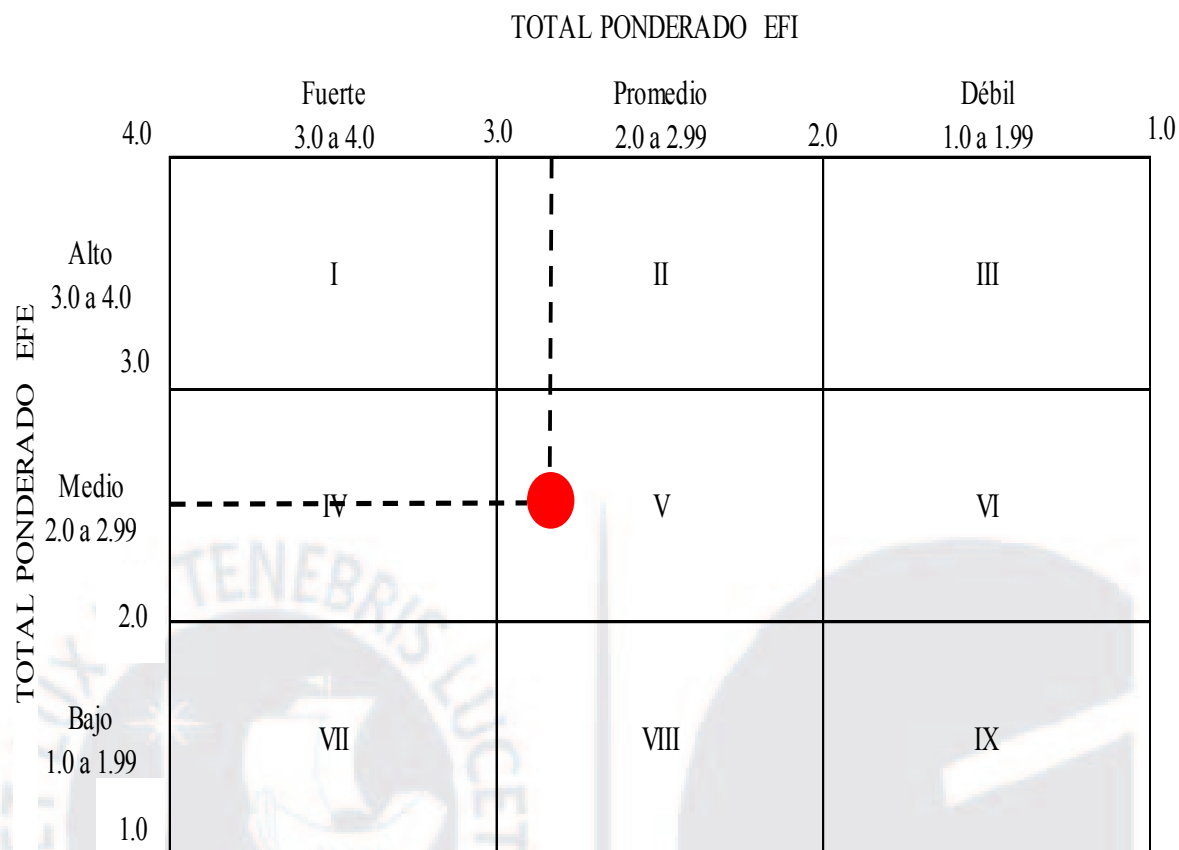 TOTAL PONDERADO EFI
Fuerte Promedio Débil
4.0 3.0 a 4.0 3.0 2.0 a 2.99 2.0 1.0 a 1.99 1.0
TOTAL PONDERADO EFE
Alto
3.0 a 4.0
I II III
3.0
Medio
2.0 a 2.99
IV V VI
2.0
Bajo
1.0 a 1.99
VII VIII IX
1.0
TENEBRIS LUCET